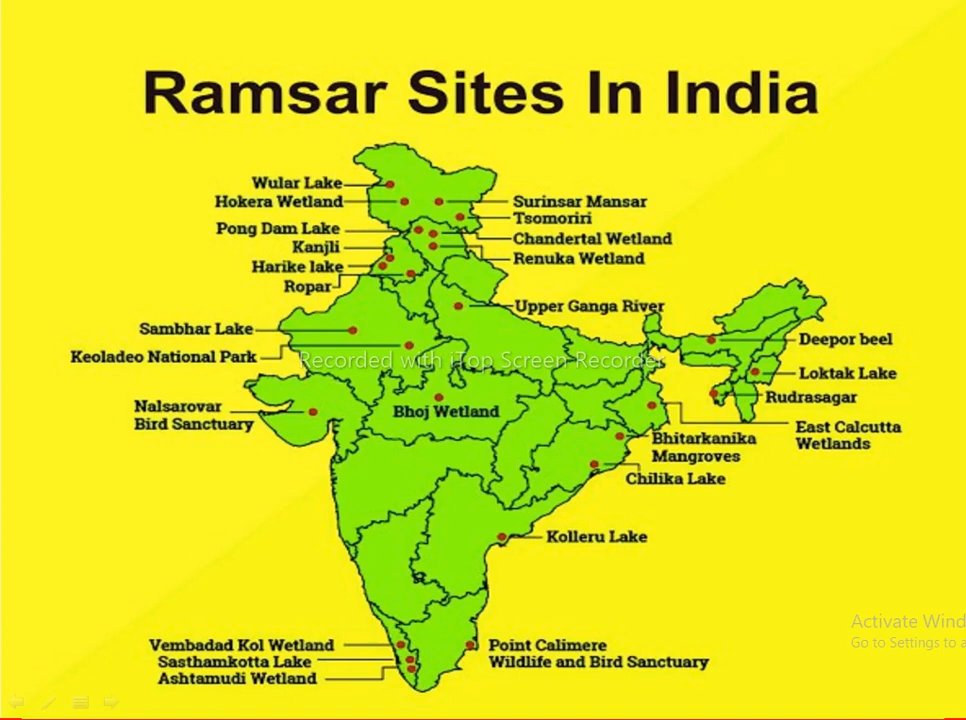 Ramsar Sites In India
Wular Lake
Hokera Wetland
Surinsar Mansar
Tsomoriri
Pong Dam Lake
Chandertal Wetland
Kanjli
Renuka Wetland
Harike lake
Ropar
Upper Ganga River
Sambhar Lake
Deepor beel
Keoladeo National Park
Recorded with iTop Screen Recorder
Loktak Lake
Rudrasagar
Nalsarovar
Bird Sanctuary
Bhoj Wetland
East Calcutta
Wetlands
Bhitarkanika
Mangroves
Chilika Lake
Kolleru Lake
Activate Wind
Go to Settings to a
Vembadad Kol Wetland
Sasthamkotta Lake
Ashtamudi Wetland
Point Calimere
Wildlife and Bird Sanctuary